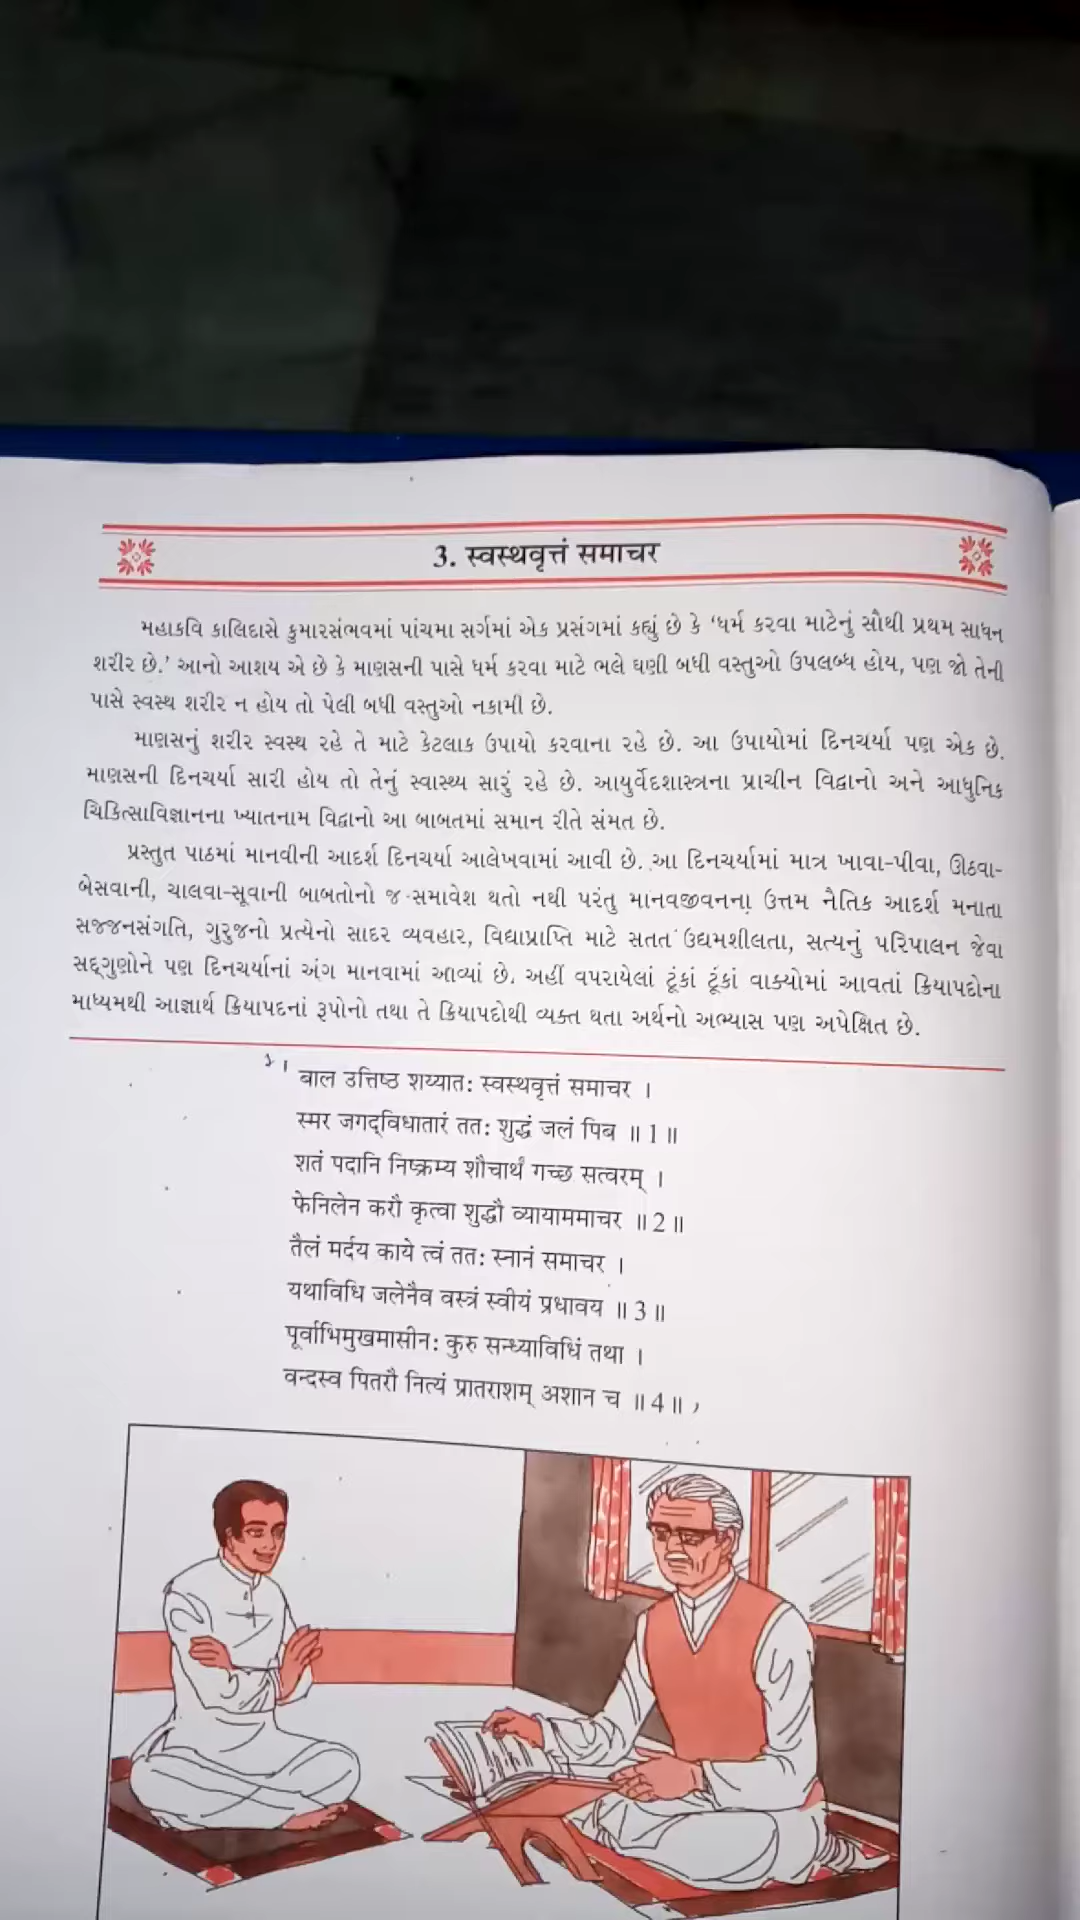 3. स्वस्थवृत्तं समाचर
મહાકવિ કાલિદાસે કુમારસંભવમાં પાંચમા સર્ગમાં એક પ્રસંગમાં કહ્યું છે કે ‘ધર્મ કરવા માટેનું સૌથી પ્રથમ સાધન
શરીર છે.’ આનો આશય એ છે કે માણસની પાસે ધર્મ કરવા માટે ભલે ઘણી બધી વસ્તુઓ ઉપલબ્ધ હોય, પણ જો તેની
પાસે સ્વસ્થ શરીર ન હોય તો પેલી બધી વસ્તુઓ નકામી છે.
માણસનું શરીર સ્વસ્થ રહે તે માટે કેટલાક ઉપાયો કરવાના રહે છે. આ ઉપાયોમાં દિનચર્યા પણ એક છે.
માણસની દિનચર્યા સારી હોય તો તેનું સ્વાસ્થ્ય સારું રહે છે. આયુર્વેદશાસ્ત્રના પ્રાચીન વિદ્વાનો અને આધુનિક
ચિકિત્સાવિજ્ઞાનના ખ્યાતનામ વિદ્વાનો આ બાબતમાં સમાન રીતે સંમત છે.
પ્રસ્તુત પાઠમાં માનવીની આદર્શ દિનચર્યા આલેખવામાં આવી છે. આ દિનચર્યામાં માત્ર ખાવા-પીવા, ઊઠવા-
બેસવાની, ચાલવા-સૂવાની બાબતોનો જ સમાવેશ થતો નથી પરંતુ માનવજીવનના ઉત્તમ નૈતિક આદર્શ મનાતા
સજ્જનસંગતિ, ગુરુજનો પ્રત્યેનો સાદર વ્યવહાર, વિદ્યાપ્રાપ્તિ માટે સતત ઉદ્યમશીલતા, સત્યનું પરિપાલન જેવા
સદ્ગુણોને પણ દિનચર્યાનાં અંગ માનવામાં આવ્યાં છે. અહીં વપરાયેલાં ટૂંકાં ટૂંકાં વાક્યોમાં આવતાં ક્રિયાપદોના
માધ્યમથી આજ્ઞાર્થ ક્રિયાપદનાં રૂપોનો તથા તે ક્રિયાપદોથી વ્યક્ત થતા અર્થનો અભ્યાસ પણ અપેક્ષિત છે.
बाल उत्तिष्ठ शय्यातः स्वस्थवृत्तं समाचर ।
स्मर जगद्विधातारं ततः शुद्धं जलं पिब ॥ 1 ॥
शतं पदानि निष्क्रम्य शौचार्थं गच्छ सत्वरम् ।
फेनिलेन करौ कृत्वा शुद्धौ व्यायाममाचर ॥ 2 ॥
तैलं मर्दय काये त्वं ततः स्नानं समाचर ।
यथाविधि जलेनैव वस्त्रं स्वीयं प्रधावय ॥ 3 ॥
पूर्वाभिमुखमासीनः कुरु सन्ध्याविधिं तथा ।
वन्दस्व पितरौ नित्यं प्रातराशम् अशान च ॥ 4 ॥